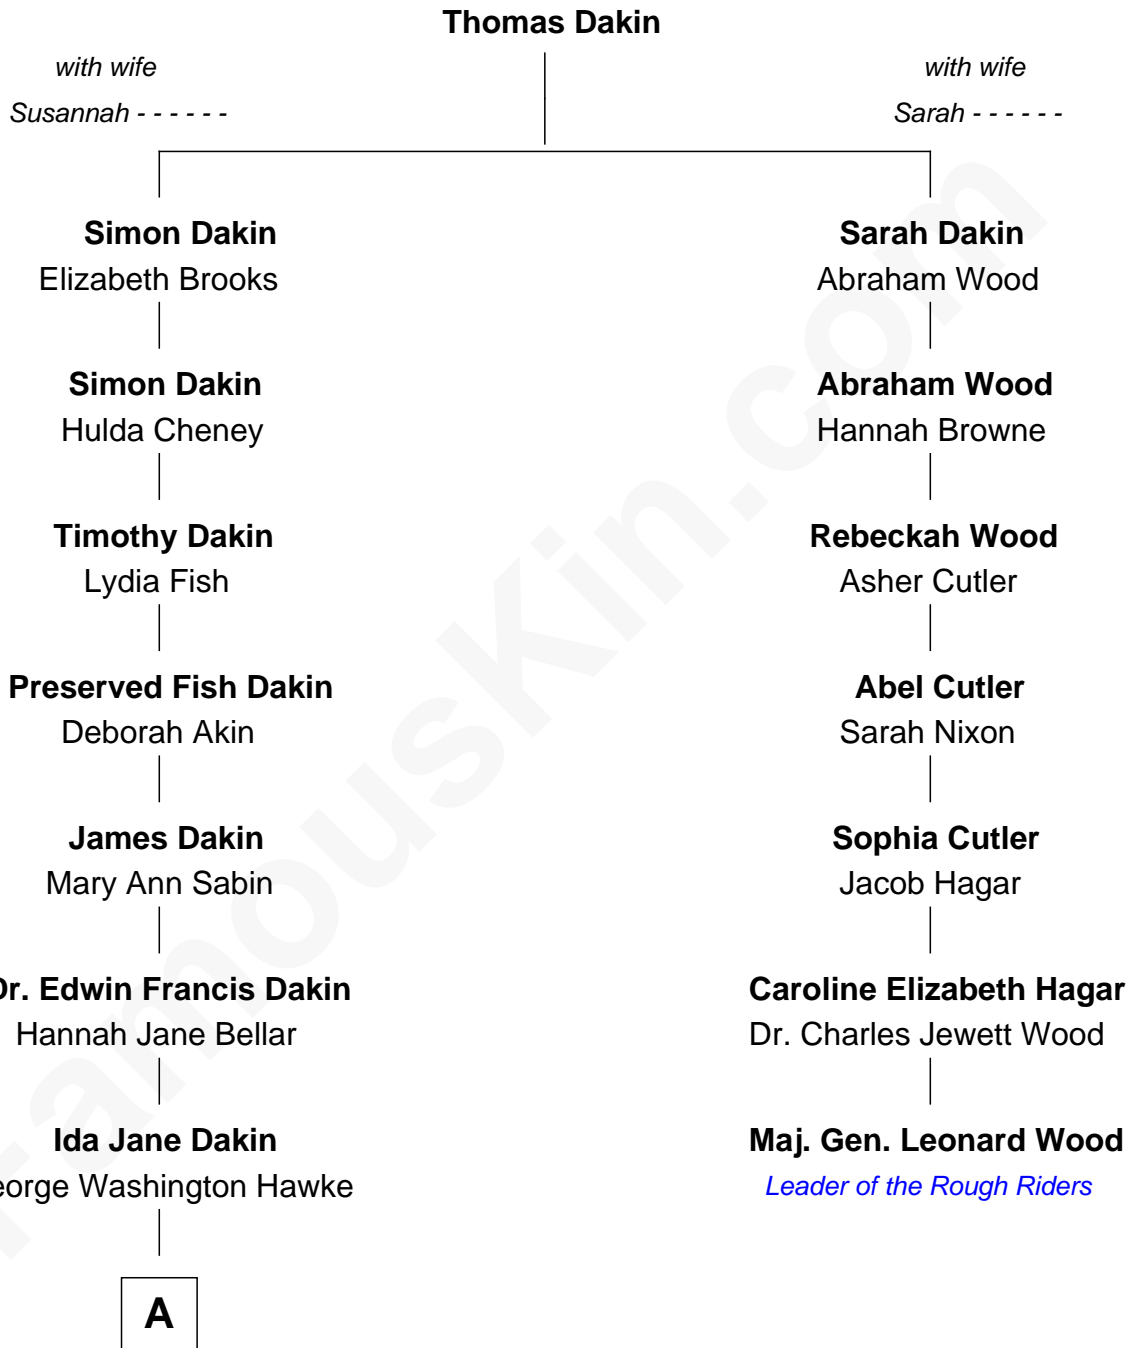 Thomas Dakin
with wife
Susannah - - - - - -
with wife
Sarah - - - - - -
Simon Dakin
Elizabeth Brooks
Sarah Dakin
Abraham Wood
Simon Dakin
Hulda Cheney
Abraham Wood
Hannah Browne
Timothy Dakin
Lydia Fish
Rebeckah Wood
Asher Cutler
Preserved Fish Dakin
Deborah Akin
Abel Cutler
Sarah Nixon
James Dakin
Mary Ann Sabin
Sophia Cutler
Jacob Hagar
Dr. Edwin Francis Dakin
Hannah Jane Bellar
Caroline Elizabeth Hagar
Dr. Charles Jewett Wood
Ida Jane Dakin
eorge Washington Hawke
Maj. Gen. Leonard Wood
Leader of the Rough Riders
A
FamousKin.com